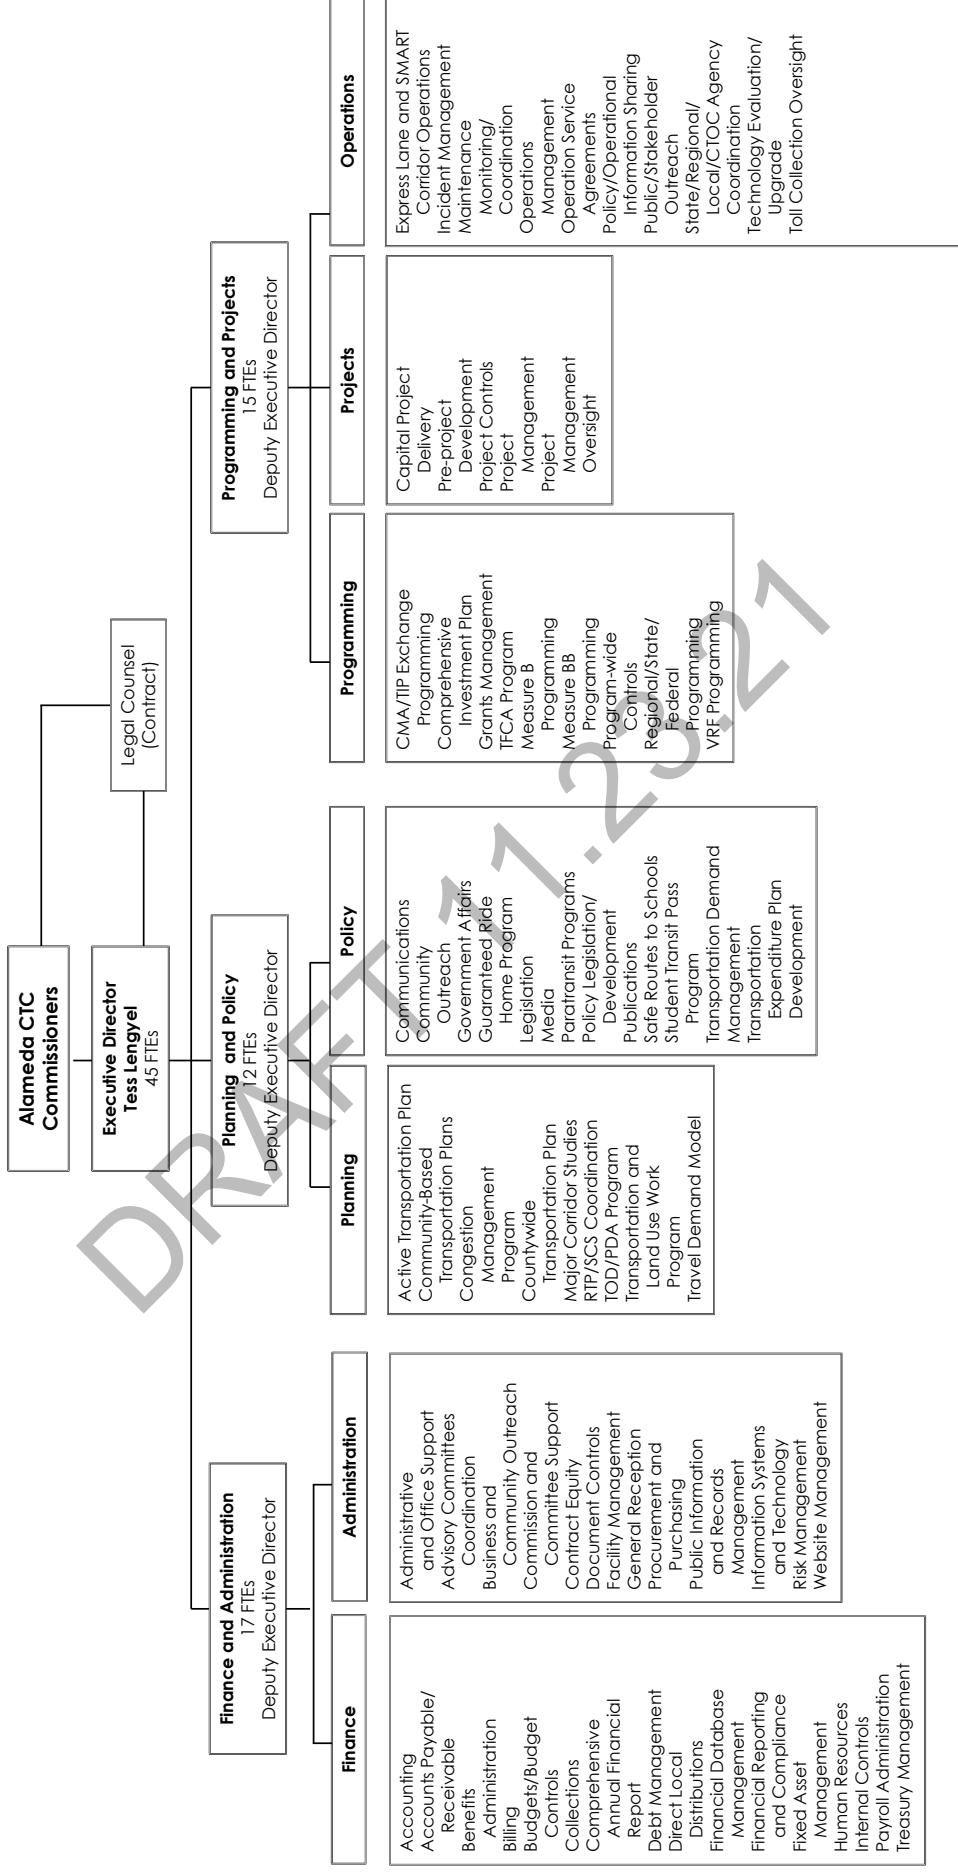 Alameda CTC
Commissioners
Executive Director
Tess Lengyel
45 FTEs
Legal Counsel
(Contract)
Finance and Administration
17 FTEs
Deputy Executive Director
Planning and Policy
12 FTEs
Deputy Executive Director
Programming and Projects
15 FTEs
Deputy Executive Director
Finance
Administration
Planning
Policy
Programming
Projects
Operations
Accounting
Accounts Payable/
Receivable
Benefits
Administration
Billing
Budgets/Budget
Controls
Collections
Comprehensive
Annual Financial
Report
Debt Management
Direct Local
Distributions
Financial Database
Management
Financial Reporting
and Compliance
Fixed Asset
Management
Human Resources
Internal Controls
Payroll Administration
Treasury Management
Administrative
and Office Support
Advisory Committees
Coordination
Business and
Community Outreach
Commission and
Committee Support
Contract Equity
Document Controls
Facility Management
General Reception
Procurement and
Purchasing
Public Information
and Records
Management
Information Systems
and Technology
Risk Management
Website Management
Active Transportation Plan
Community-Based
Transportation Plans
Congestion
Management
Program
Countywide
Transportation Plan
Major Corridor Studies
RTP/SCS Coordination
TOD/PDA Program
Transportation and
Land Use Work
Program
Travel Demand Model
Communications
Community
Outreach
Government Affairs
Guaranteed Ride
Home Program
Legislation
Media
Paratransit Programs
Policy Legislation/
Development
Publications
Safe Routes to Schools
Student Transit Pass
Program
Transportation Demand
Management
Transportation
Expenditure Plan
Development
CMA/TIP Exchange
Programming
Comprehensive
Investment Plan
Grants Management
TFCA Program
Measure B
Programming
Measure BB
Programming
Program-wide
Controls
Regional/State/
Federal
Programming
VRF Programming
Capital Project
Delivery
Pre-project
Development
Project Controls
Project
Management
Project
Management
Oversight
Express Lane and SMART
Corridor Operations
Incident Management
Maintenance
Monitoring/
Coordination
Operations
Management
Operation Service
Agreements
Policy/Operational
Information Sharing
Public/Stakeholder
Outreach
State/Regional/
Local/CTOC Agency
Coordination
Technology Evaluation/
Upgrade
Toll Collection Oversight
DRAFT 11.23.21